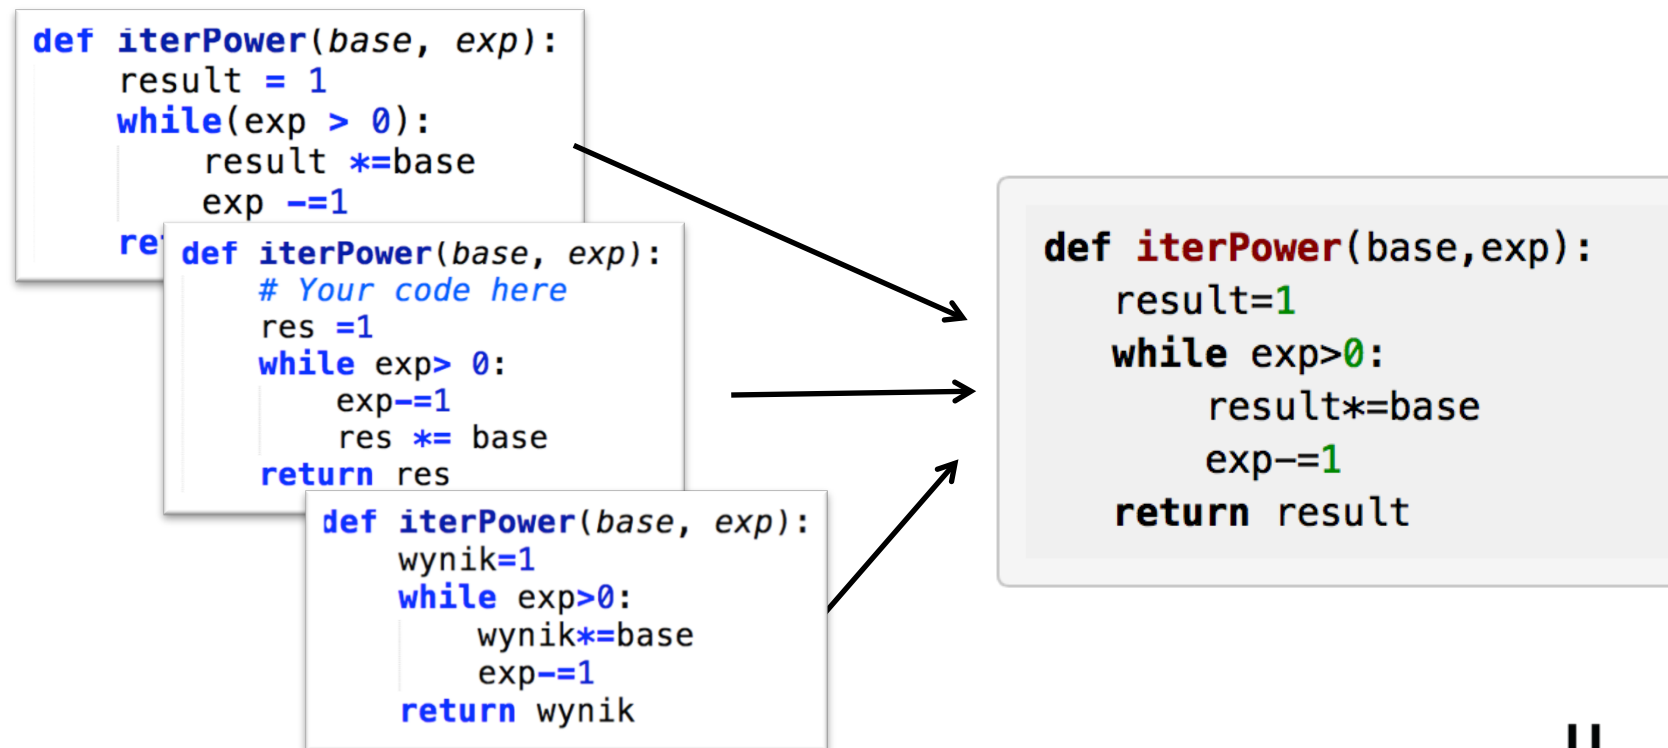 def iterPower(base, exp):
    result = 1
    while(exp > 0):
        result *=base
        exp -=1
def iterPower(base, exp):
    # Your code here
    res =1
    while exp> 0:
        exp-=1
        res *= base
    return res
def iterPower(base, exp):
    wynik=1
    while exp>0:
        wynik*=base
        exp-=1
    return wynik
def iterPower(base,exp):
    result=1
    while exp>0:
        result*=base
        exp-=1
    return result